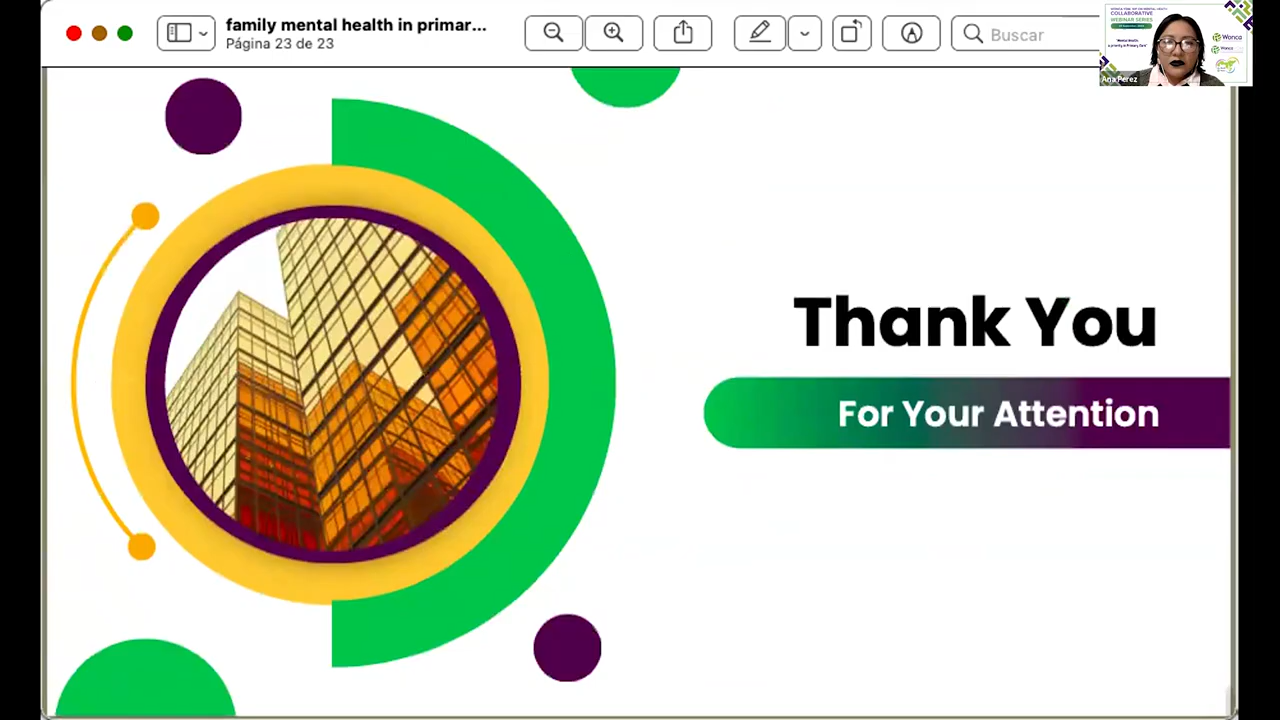 family mental health in primar...
Página 23 de 23
Buscar
COLLABORATIVE
WEBINAR SERIES
Wonca
Ana Perez
Thank You
For Your Attention